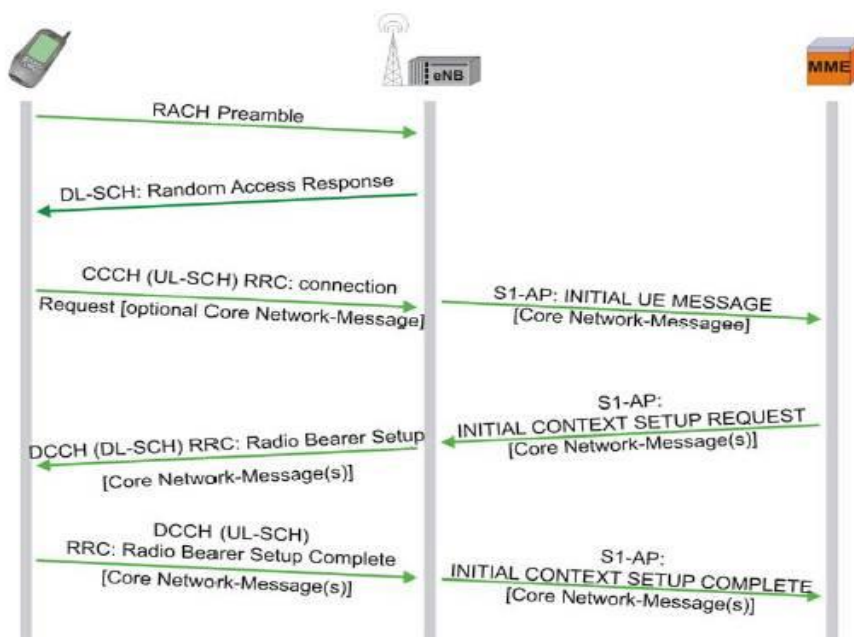 eNB
MME
RACH Preamble
DL-SCH: Random Access Response
CCCH (UL-SCH) RRC: connection
Request [optional Core Network-Message]
S1-AP: INITIAL UE MESSAGE
[Core Network-Messagee]
S1-AP:
INITIAL CONTEXT SETUP REQUEST
[Core Network-Message(s)]
DCCH (DL-SCH) RRC: Radio Bearer Setup
[Core Network-Message(s)]
DCCH (UL-SCH)
RRC: Radio Bearer Setup Complete
[Core Network-Message(s)]
S1-AP:
INITIAL CONTEXT SETUP COMPLETE
[Core Network-Message(s)]